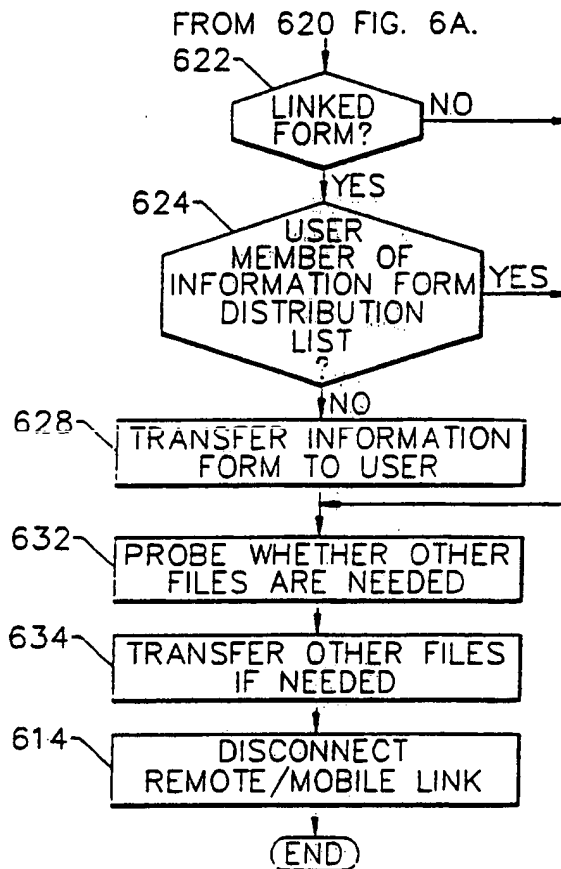 FROM 620 FIG. 6A.
622
LINKED
FORM?
NO
YES
624
USER
MEMBER OF
INFORMATION FORM
DISTRIBUTION
LIST
?
YES
NO
628
TRANSFER INFORMATION
FORM TO USER
632
PROBE WHETHER OTHER
FILES ARE NEEDED
634
TRANSFER OTHER FILES
IF NEEDED
614
DISCONNECT
REMOTE/MOBILE LINK
END